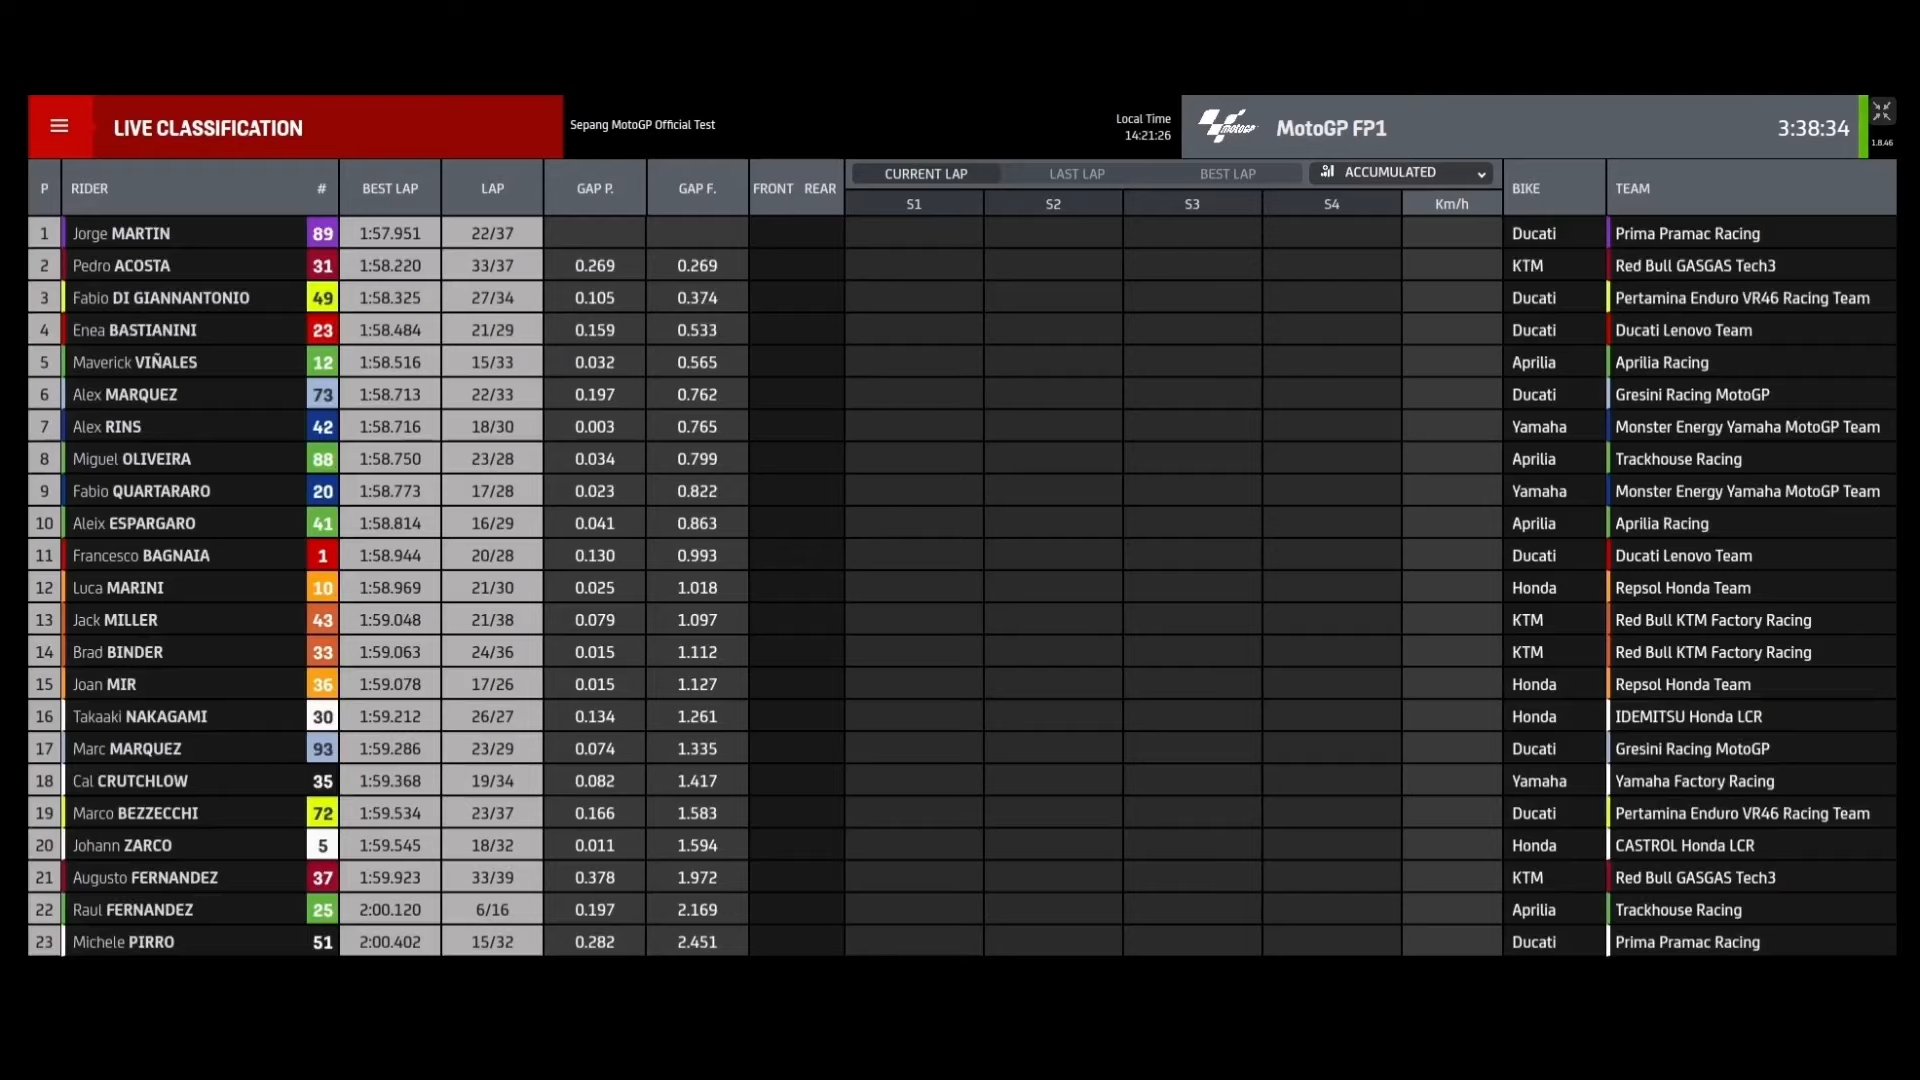 LIVE CLASSIFICATION
Sepang MotoGP Official Test
Local Time
14:21:26
MotoGP
MotoGP FP1
3:38:34
1.8.46
P RIDER # BEST LAP LAP GAP P. GAP F. FRONT REAR CURRENT LAP LAST LAP BEST LAP ACCUMULATED BIKE TEAM
S1 S2 S3 S4 Km/h
1 Jorge MARTIN 89 1:57.951 22/37 Ducati Prima Pramac Racing
2 Pedro ACOSTA 31 1:58.220 33/37 0.269 0.269 KTM Red Bull GASGAS Tech3
3 Fabio DI GIANNANTONIO 49 1:58.325 27/34 0.105 0.374 Ducati Pertamina Enduro VR46 Racing Team
4 Enea BASTIANINI 23 1:58.484 21/29 0.159 0.533 Ducati Ducati Lenovo Team
5 Maverick VIÑALES 12 1:58.516 15/33 0.032 0.565 Aprilia Aprilia Racing
6 Alex MARQUEZ 73 1:58.713 22/33 0.197 0.762 Ducati Gresini Racing MotoGP
7 Alex RINS 42 1:58.716 18/30 0.003 0.765 Yamaha Monster Energy Yamaha MotoGP Team
8 Miguel OLIVEIRA 88 1:58.750 23/28 0.034 0.799 Aprilia Trackhouse Racing
9 Fabio QUARTARARO 20 1:58.773 17/28 0.023 0.822 Yamaha Monster Energy Yamaha MotoGP Team
10 Aleix ESPARGARO 41 1:58.814 16/29 0.041 0.863 Aprilia Aprilia Racing
11 Francesco BAGNAIA 1 1:58.944 20/28 0.130 0.993 Ducati Ducati Lenovo Team
12 Luca MARINI 10 1:58.969 21/30 0.025 1.018 Honda Repsol Honda Team
13 Jack MILLER 43 1:59.048 21/38 0.079 1.097 KTM Red Bull KTM Factory Racing
14 Brad BINDER 33 1:59.063 24/36 0.015 1.112 KTM Red Bull KTM Factory Racing
15 Joan MIR 36 1:59.078 17/26 0.015 1.127 Honda Repsol Honda Team
16 Takaaki NAKAGAMI 30 1:59.212 26/27 0.134 1.261 Honda IDEMITSU Honda LCR
17 Marc MARQUEZ 93 1:59.286 23/29 0.074 1.335 Ducati Gresini Racing MotoGP
18 Cal CRUTCHLOW 35 1:59.368 19/34 0.082 1.417 Yamaha Yamaha Factory Racing
19 Marco BEZZECCHI 72 1:59.534 23/37 0.166 1.583 Ducati Pertamina Enduro VR46 Racing Team
20 Johann ZARCO 5 1:59.545 18/32 0.011 1.594 Honda CASTROL Honda LCR
21 Augusto FERNANDEZ 37 1:59.923 33/39 0.378 1.972 KTM Red Bull GASGAS Tech3
22 Raul FERNANDEZ 25 2:00.120 6/16 0.197 2.169 Aprilia Trackhouse Racing
23 Michele PIRRO 51 2:00.402 15/32 0.282 2.451 Ducati Prima Pramac Racing